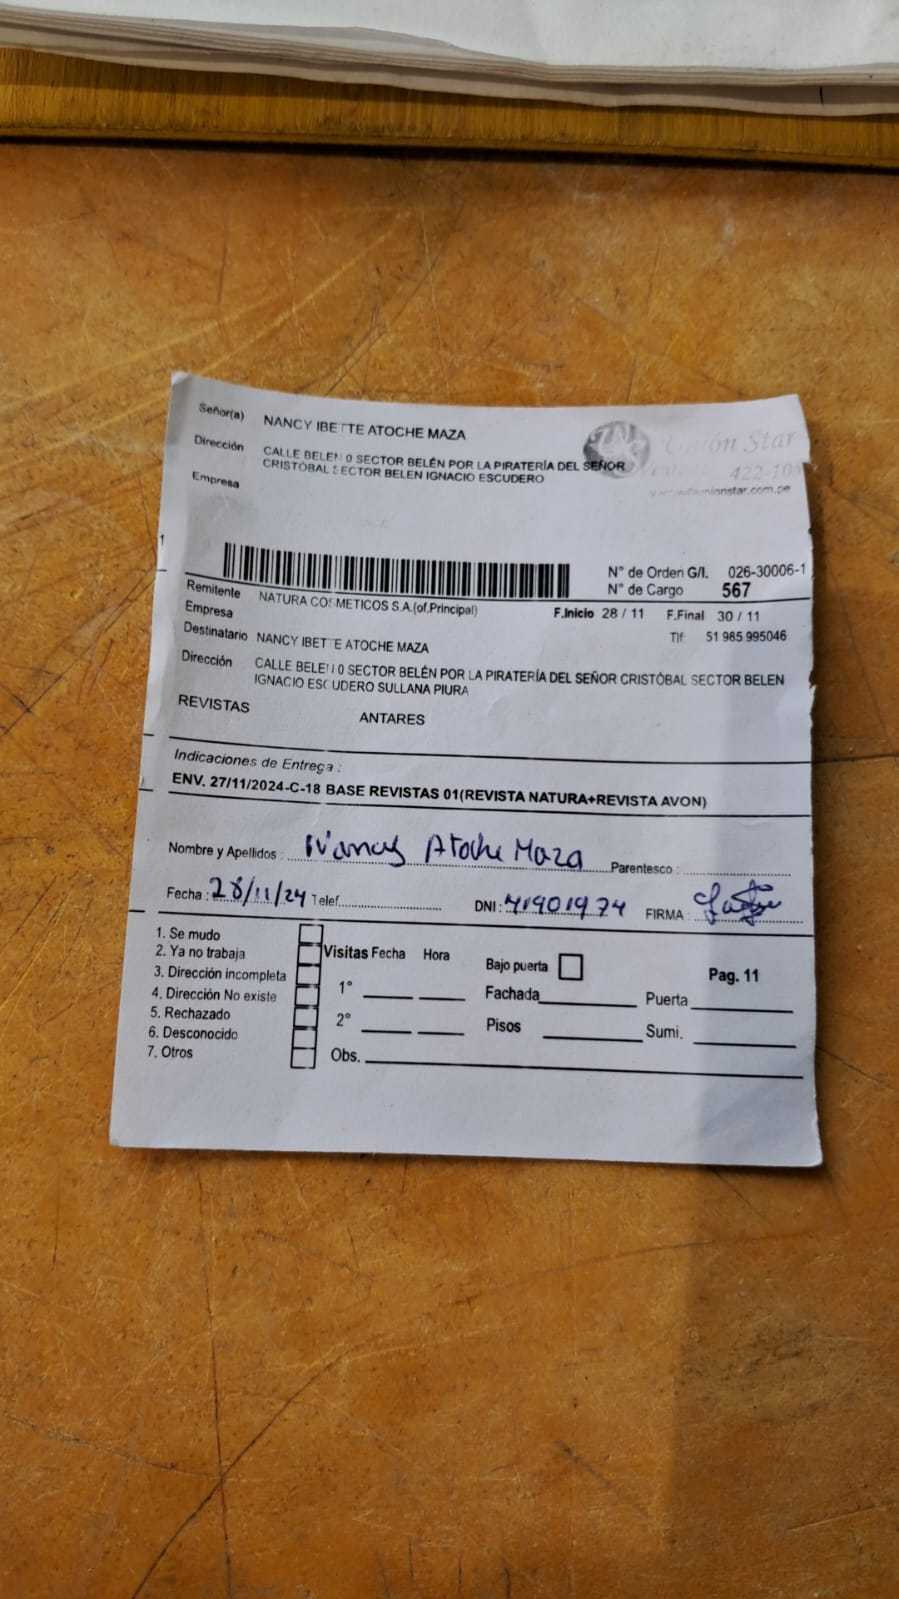 Señor(a) NANCY IBETTE ATOCHE MAZA
Dirección CALLE BELEN 0 SECTOR BELÉN POR LA PIRATERÍA DEL SEÑOR
CRISTÓBAL SECTOR BELEN IGNACIO ESCUDERO
Empresa
Union Star
422-10
unionstar.com.pe
N° de Orden G/I. 026-30006-1
N° de Cargo 567
Remitente NATURA COSMETICOS S.A.(of.Principal)
Empresa F.Inicio 28 / 11 F.Final 30 / 11
Destinatario NANCY IBETTE ATOCHE MAZA Tlf 51 985 995046
Dirección CALLE BELEN 0 SECTOR BELÉN POR LA PIRATERÍA DEL SEÑOR CRISTÓBAL SECTOR BELEN
IGNACIO ESCUDERO SULLANA PIURA
REVISTAS ANTARES
Indicaciones de Entrega :
ENV. 27/11/2024-C-18 BASE REVISTAS 01(REVISTA NATURA+REVISTA AVON)
Nombre y Apellidos : Nancy Atoche Maza Parentesco :
Fecha : 28/11/24 Telef. DNI : 41901974 FIRMA :
1. Se mudo
2. Ya no trabaja
3. Dirección incompleta
4. Dirección No existe
5. Rechazado
6. Desconocido
7. Otros
Visitas Fecha Hora
1°
2°
Obs.
Bajo puerta Pag. 11
Fachada Puerta
Pisos Sumi.